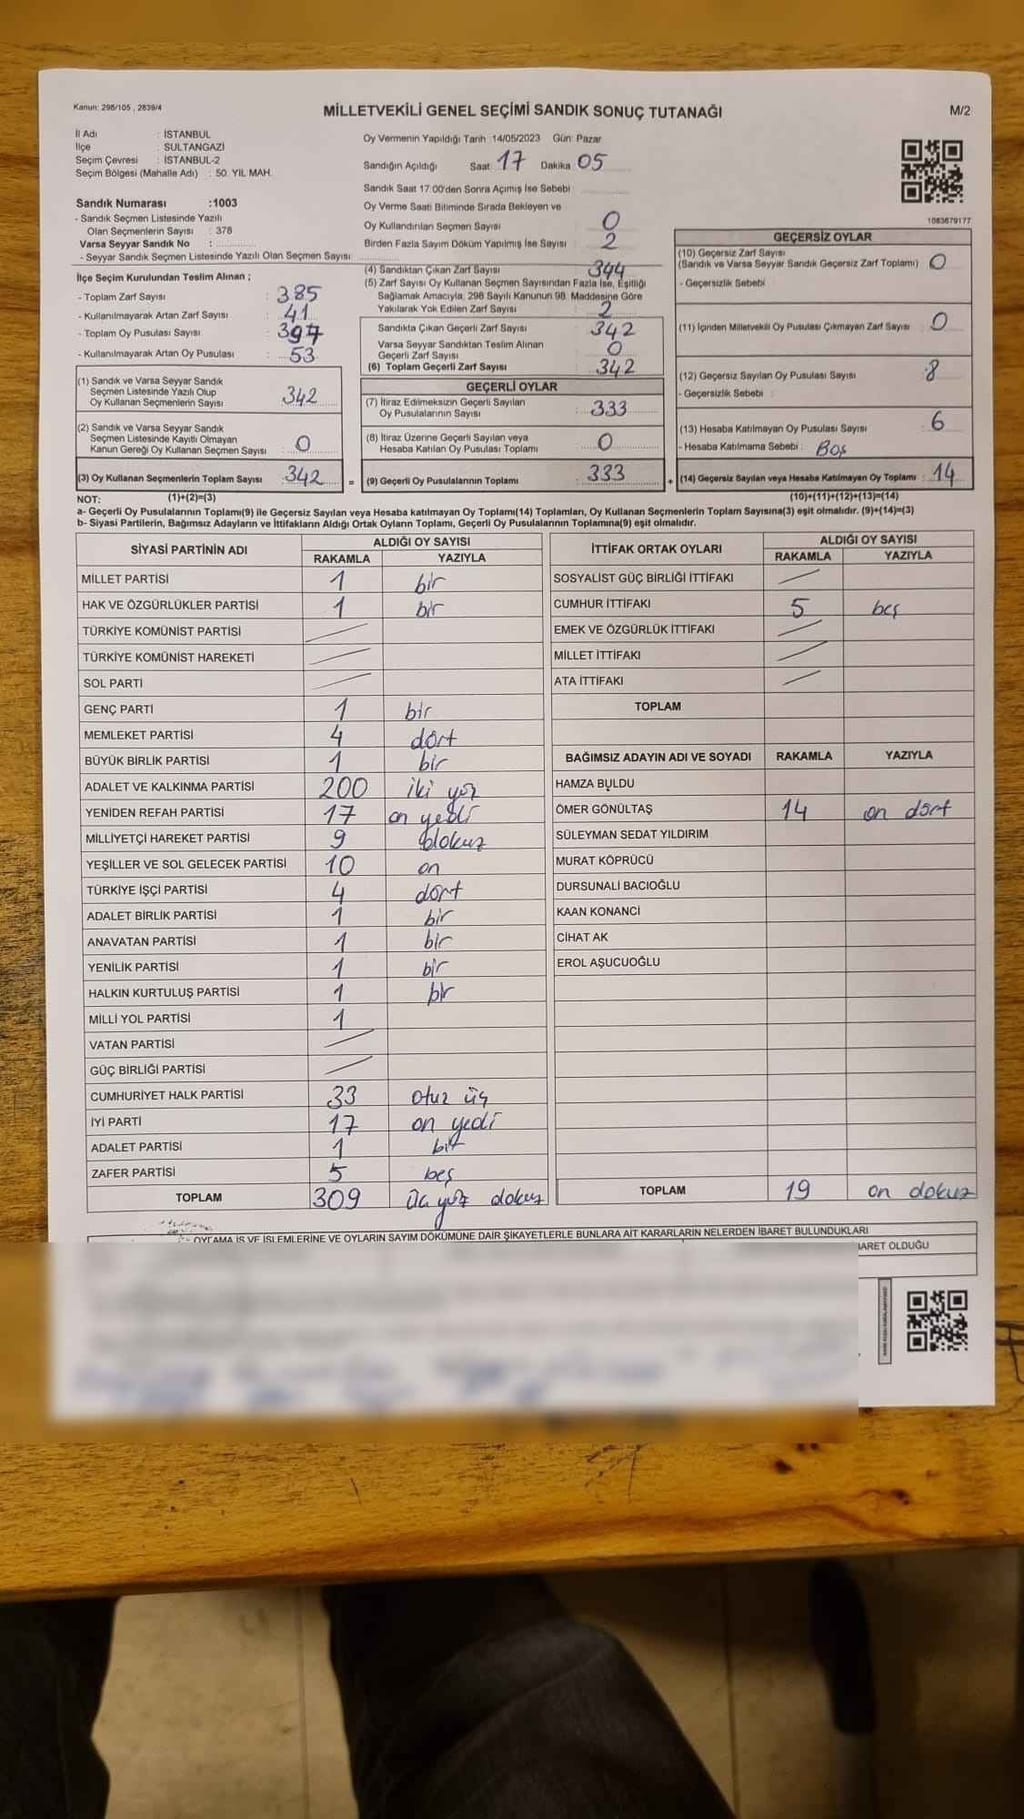 Kanun: 298/105 , 2839/4
MİLLETVEKİLİ GENEL SEÇİMİ SANDIK SONUÇ TUTANAĞI
M/2
İl Adı : İSTANBUL
İlçe : SULTANGAZİ
Seçim Çevresi : İSTANBUL-2
Seçim Bölgesi (Mahalle Adı) : 50. YIL MAH.
Oy Vermenin Yapıldığı Tarih :14/05/2023 Gün: Pazar
Sandığın Açıldığı Saat 17 Dakika 05
Sandık Saat 17:00'den Sonra Açımış İse Sebebi :
Oy Verme Saati Bitiminde Sırada Bekleyen ve
Oy Kullandırılan Seçmen Sayısı 0
Birden Fazla Sayım Döküm Yapılmış İse Sayısı 2
Sandık Numarası :1003
- Sandık Seçmen Listesinde Yazılı
Olan Seçmenlerin Sayısı : 378
Varsa Seyyar Sandık No :
- Seyyar Sandık Seçmen Listesinde Yazılı Olan Seçmen Sayısı
1083679177
İlçe Seçim Kurulundan Teslim Alınan ;
- Toplam Zarf Sayısı : 385
- Kullanılmayarak Artan Zarf Sayısı : 41
- Toplam Oy Pusulası Sayısı : 397
- Kullanılmayarak Artan Oy Pusulası : 53
(1) Sandık ve Varsa Seyyar Sandık
Seçmen Listesinde Yazılı Olup
Oy Kullanan Seçmenlerin Sayısı : 342
(2) Sandık ve Varsa Seyyar Sandık
Seçmen Listesinde Kayıtlı Olmayan
Kanun Gereği Oy Kullanan Seçmen Sayısı : 0
(3) Oy Kullanan Seçmenlerin Toplam Sayısı : 342 =
(4) Sandıktan Çıkan Zarf Sayısı 344
(5) Zarf Sayısı Oy Kullanan Seçmen Sayısından Fazla İse, Eşitliği
Sağlamak Amacıyla; 298 Sayılı Kanunun 98. Maddesine Göre
Yakılarak Yok Edilen Zarf Sayısı : 2
Sandıkta Çıkan Geçerli Zarf Sayısı : 342
Varsa Seyyar Sandıktan Teslim Alınan
Geçerli Zarf Sayısı : 0
(6) Toplam Geçerli Zarf Sayısı : 342
GEÇERLİ OYLAR
(7) İtiraz Edilmeksizin Geçerli Sayılan
Oy Pusulalarının Sayısı : 333
(8) İtiraz Üzerine Geçerli Sayılan veya
Hesaba Katılan Oy Pusulası Toplamı : 0
(9) Geçerli Oy Pusulalarının Toplamı : 333 +
GEÇERSİZ OYLAR
(10) Geçersiz Zarf Sayısı
(Sandık ve Varsa Seyyar Sandık Geçersiz Zarf Toplamı) : 0
- Geçersizlik Sebebi :
(11) İçinden Milletvekili Oy Pusulası Çıkmayan Zarf Sayısı : 0
(12) Geçersiz Sayılan Oy Pusulası Sayısı : 8
- Geçersizlik Sebebi :
(13) Hesaba Katılmayan Oy Pusulası Sayısı : 6
- Hesaba Katılmama Sebebi : Boş
(14) Geçersiz Sayılan veya Hesaba Katılmayan Oy Toplamı : 14
NOT: (1)+(2)=(3) (10)+(11)+(12)+(13)=(14)
a- Geçerli Oy Pusulalarının Toplamı(9) ile Geçersiz Sayılan veya Hesaba katılmayan Oy Toplamı(14) Toplamları, Oy Kullanan Seçmenlerin Toplam Sayısına(3) eşit olmalıdır. (9)+(14)=(3)
b- Siyasi Partilerin, Bağımsız Adayların ve İttifakların Aldığı Ortak Oyların Toplamı, Geçerli Oy Pusulalarının Toplamına(9) eşit olmalıdır.
SİYASİ PARTİNİN ADI ALDIĞI OY SAYISI
RAKAMLA YAZIYLA
MİLLET PARTİSİ 1 bir
HAK VE ÖZGÜRLÜKLER PARTİSİ 1 bir
TÜRKİYE KOMÜNİST PARTİSİ
TÜRKİYE KOMÜNİST HAREKETİ
SOL PARTİ
GENÇ PARTİ 1 bir
MEMLEKET PARTİSİ 4 dört
BÜYÜK BİRLİK PARTİSİ 1 bir
ADALET VE KALKINMA PARTİSİ 200 iki yüz
YENİDEN REFAH PARTİSİ 17 on yedi
MİLLİYETÇİ HAREKET PARTİSİ 9 dokuz
YEŞİLLER VE SOL GELECEK PARTİSİ 10 on
TÜRKİYE İŞÇİ PARTİSİ 4 dört
ADALET BİRLİK PARTİSİ 1 bir
ANAVATAN PARTİSİ 1 bir
YENİLİK PARTİSİ 1 bir
HALKIN KURTULUŞ PARTİSİ 1 bir
MİLLİ YOL PARTİSİ 1
VATAN PARTİSİ
GÜÇ BİRLİĞİ PARTİSİ
CUMHURİYET HALK PARTİSİ 33 otuz üç
İYİ PARTİ 17 on yedi
ADALET PARTİSİ 1 bir
ZAFER PARTİSİ 5 beş
TOPLAM 309 üç yüz dokuz
İTTİFAK ORTAK OYLARI ALDIĞI OY SAYISI
RAKAMLA YAZIYLA
SOSYALİST GÜÇ BİRLİĞİ İTTİFAKI
CUMHUR İTTİFAKI 5 beş
EMEK VE ÖZGÜRLÜK İTTİFAKI
MİLLET İTTİFAKI
ATA İTTİFAKI
TOPLAM
BAĞIMSIZ ADAYIN ADI VE SOYADI RAKAMLA YAZIYLA
HAMZA BULDU
ÖMER GÖNÜLTAŞ 14 on dört
SÜLEYMAN SEDAT YILDIRIM
MURAT KÖPRÜCÜ
DURSUNALİ BACIOĞLU
KAAN KONANCİ
CİHAT AK
EROL AŞUCUOĞLU
TOPLAM 19 on dokuz
OYLAMA İŞ VE İŞLEMLERİNE VE OYLARIN SAYIM DÖKÜMÜNE DAİR ŞİKAYETLERLE BUNLARA AİT KARARLARIN NELERDEN İBARET BULUNDUKLARI
İBARET OLDUĞU